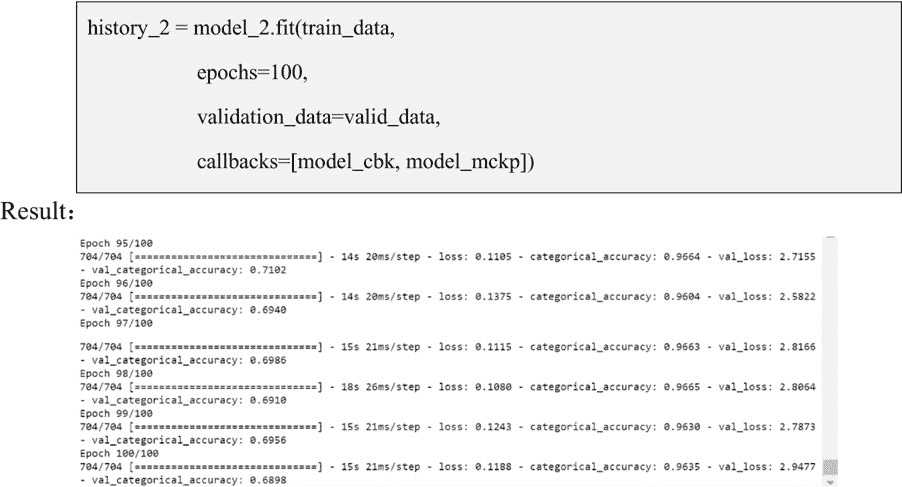 history_2 = model_2.fit(train_data,
epochs=100,
validation_data=valid_data,
callbacks=[model_cbk, model_mckp])
Result：
Epoch 95/100
704/704 [==============================] - 14s 20ms/step - loss: 0.1105 - categorical_accuracy: 0.9664 - val_loss: 2.7155
- val_categorical_accuracy: 0.7102
Epoch 96/100
704/704 [==============================] - 14s 20ms/step - loss: 0.1375 - categorical_accuracy: 0.9604 - val_loss: 2.5822
- val_categorical_accuracy: 0.6940
Epoch 97/100
704/704 [==============================] - 15s 21ms/step - loss: 0.1115 - categorical_accuracy: 0.9663 - val_loss: 2.8166
- val_categorical_accuracy: 0.6986
Epoch 98/100
704/704 [==============================] - 18s 26ms/step - loss: 0.1080 - categorical_accuracy: 0.9665 - val_loss: 2.8064
- val_categorical_accuracy: 0.6910
Epoch 99/100
704/704 [==============================] - 15s 21ms/step - loss: 0.1243 - categorical_accuracy: 0.9630 - val_loss: 2.7873
- val_categorical_accuracy: 0.6956
Epoch 100/100
704/704 [==============================] - 15s 21ms/step - loss: 0.1188 - categorical_accuracy: 0.9635 - val_loss: 2.9477
- val_categorical_accuracy: 0.6898